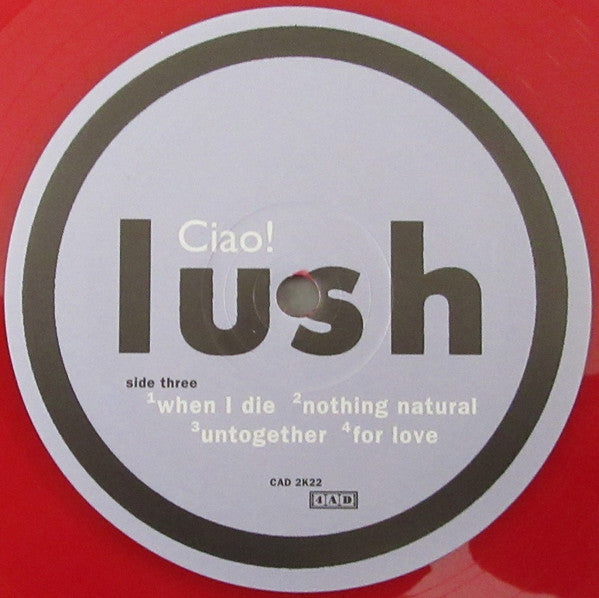 Ciao!
lush
side three
1when I die 2nothing natural
3untogether 4for love
CAD 2K22
4AD